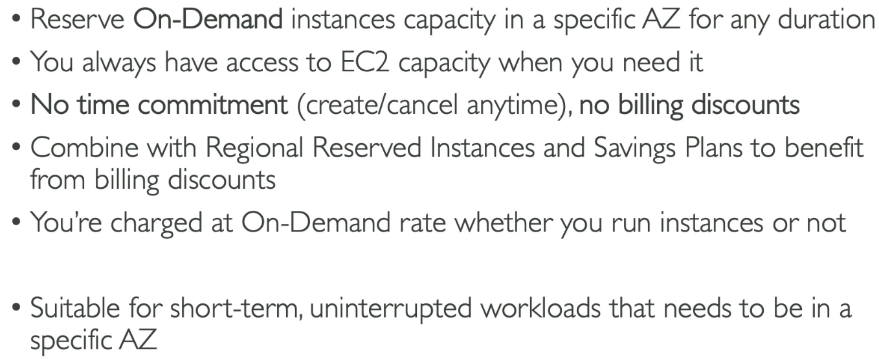 • Reserve On-Demand instances capacity in a specific AZ for any duration
• You always have access to EC2 capacity when you need it
• No time commitment (create/cancel anytime), no billing discounts
• Combine with Regional Reserved Instances and Savings Plans to benefit
from billing discounts
• You're charged at On-Demand rate whether you run instances or not
• Suitable for short-term, uninterrupted workloads that needs to be in a
specific AZ